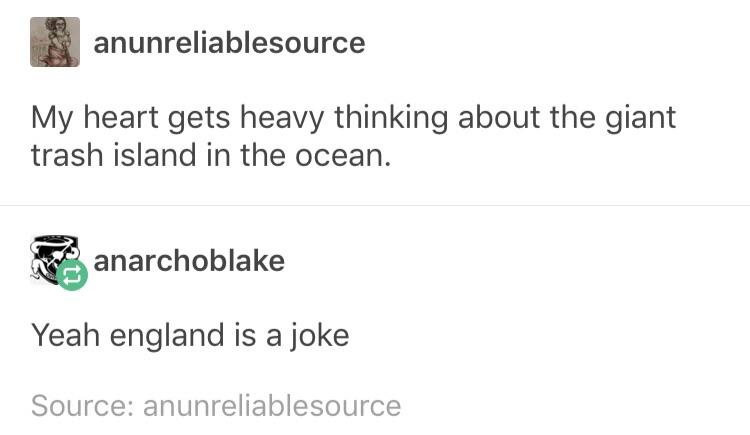 anunreliablesource
My heart gets heavy thinking about the giant
trash island in the ocean.
anarchoblake
Yeah england is a joke
Source: anunreliablesource